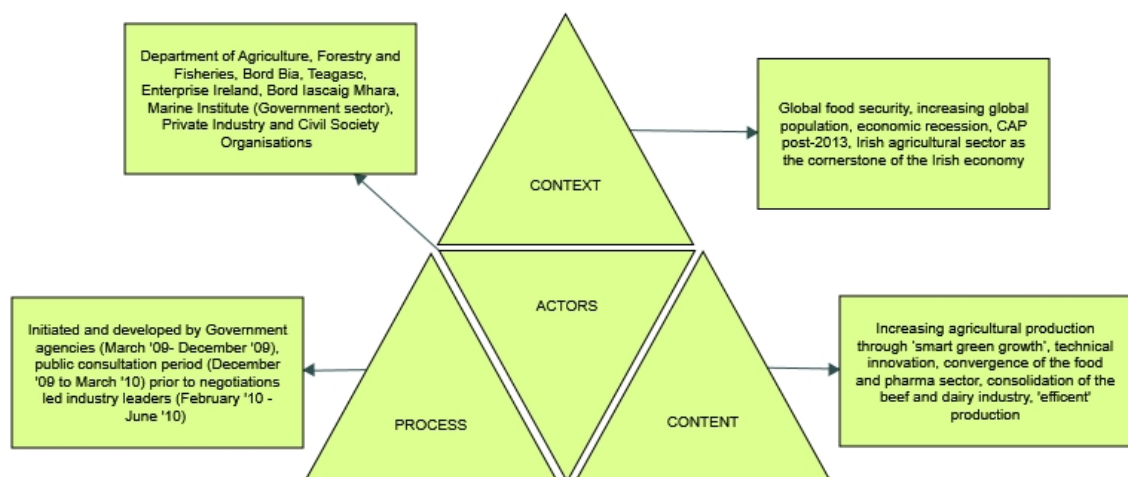 Department of Agriculture, Forestry and
Fisheries, Bord Bia, Teagasc,
Enterprise Ireland, Bord Iascaig Mhara,
Marine Institute (Government sector),
Private Industry and Civil Society
Organisations
Global food security, increasing global
population, economic recession, CAP
post-2013, Irish agricultural sector as
the cornerstone of the Irish economy
CONTEXT
ACTORS
Initiated and developed by Government
agencies (March '09- December '09),
public consultation period (December
'09 to March '10) prior to negotiations
led industry leaders (February '10 -
June '10)
PROCESS
CONTENT
Increasing agricultural production
through 'smart green growth', technical
innovation, convergence of the food
and pharma sector, consolidation of the
beef and dairy industry, 'efficent'
production